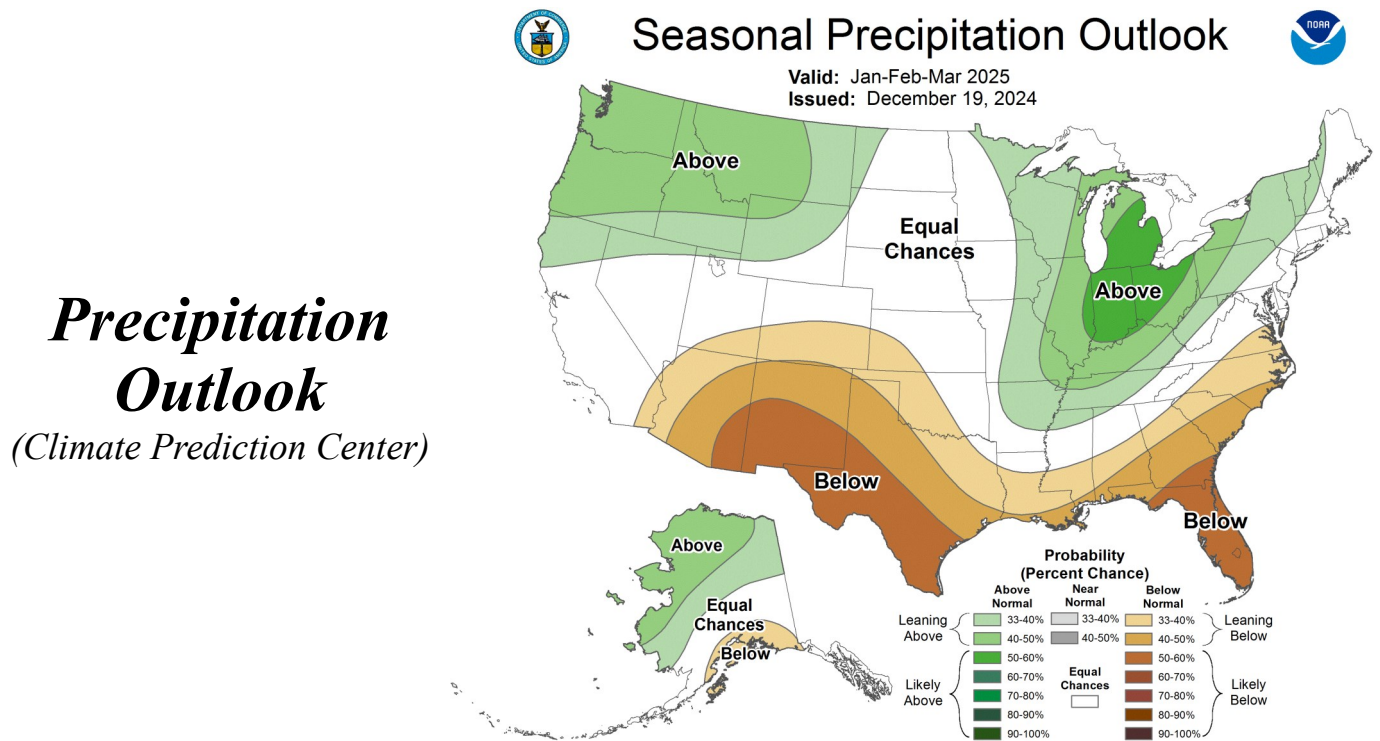 Precipitation
Outlook
(Climate Prediction Center)
Seasonal Precipitation Outlook
NOAA
Valid: Jan-Feb-Mar 2025
Issued: December 19, 2024
Above
Equal
Chances
Above
Below
Below
Above
Equal
Chances
Below
Probability
(Percent Chance)
Above
Normal
Near
Normal
Below
Normal
Leaning
Above
33-40%
40-50%
33-40%
40-50%
33-40%
40-50%
Leaning
Below
Likely
Above
50-60%
60-70%
70-80%
80-90%
90-100%
Equal
Chances
50-60%
60-70%
70-80%
80-90%
90-100%
Likely
Below